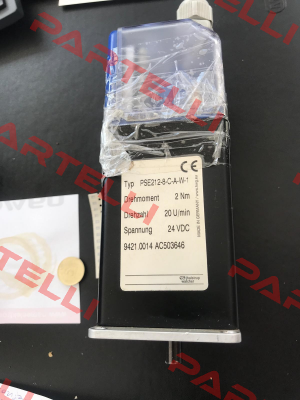 PARTELLI
Typ PSE212-8-C-A-W-1
Drehmoment 2 Nm
Drehzahl 20 U/min
Spannung 24 VDC
9421.0014 AC503646
CE
PARTELLI
PARTELLI